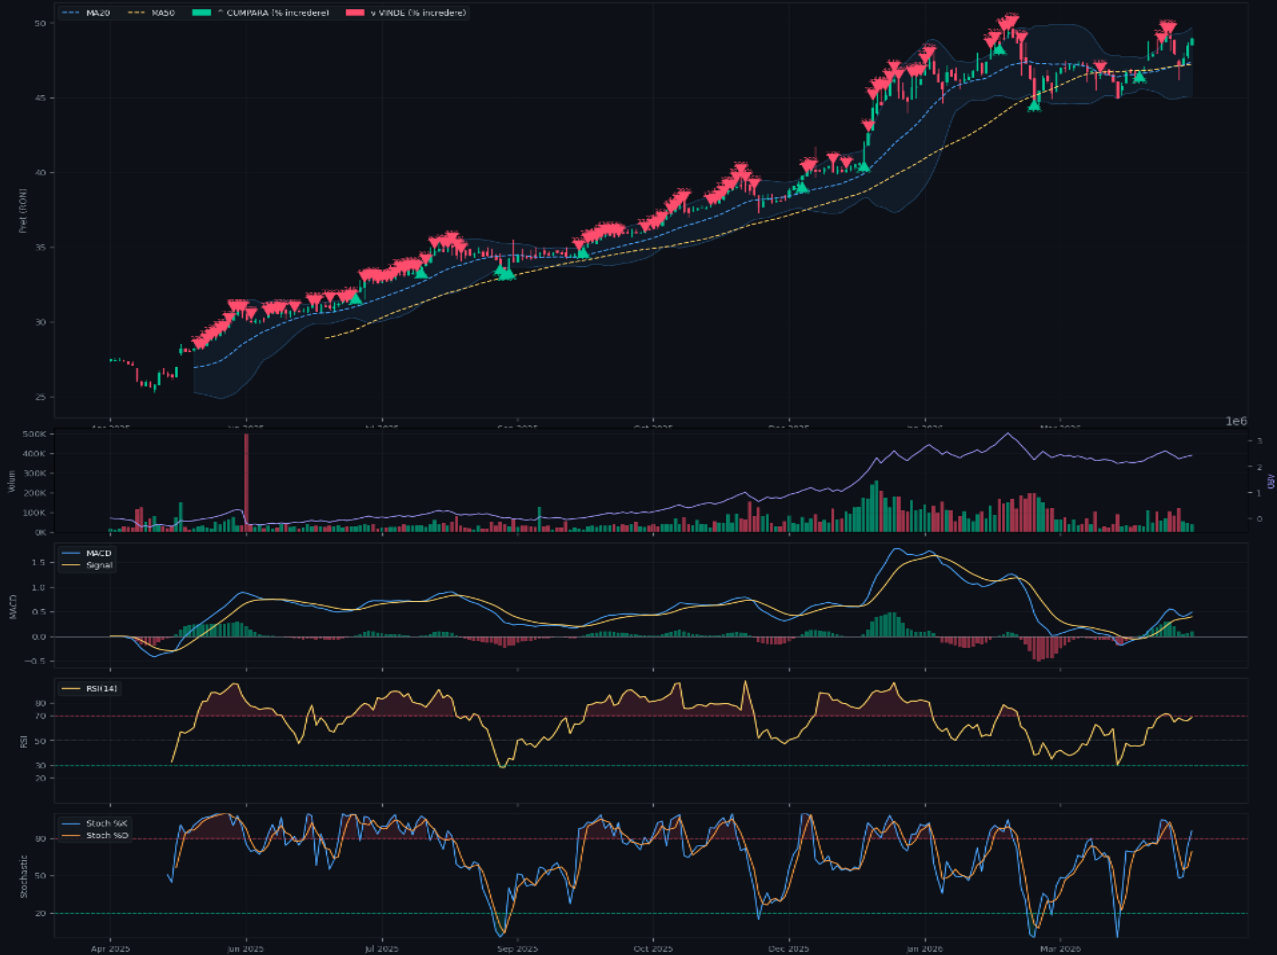 MA20 MA50 ^ CUMPARA (% incredere) v VINDE (% incredere)
50
45
40
35
30
25
Pret (RON)
1e6
500K
400K
300K
200K
100K
0K
Volum
3
2
1
0
OBV
MACD
Signal
1.5
1.0
0.5
0.0
−0.5
MACD
RSI(14)
80
70
50
30
20
RSI
Stoch %K
Stoch %D
80
50
20
Stochastic
Apr 2025 Jun 2025 Jul 2025 Sep 2025 Oct 2025 Dec 2025 Jan 2026 Mar 2026